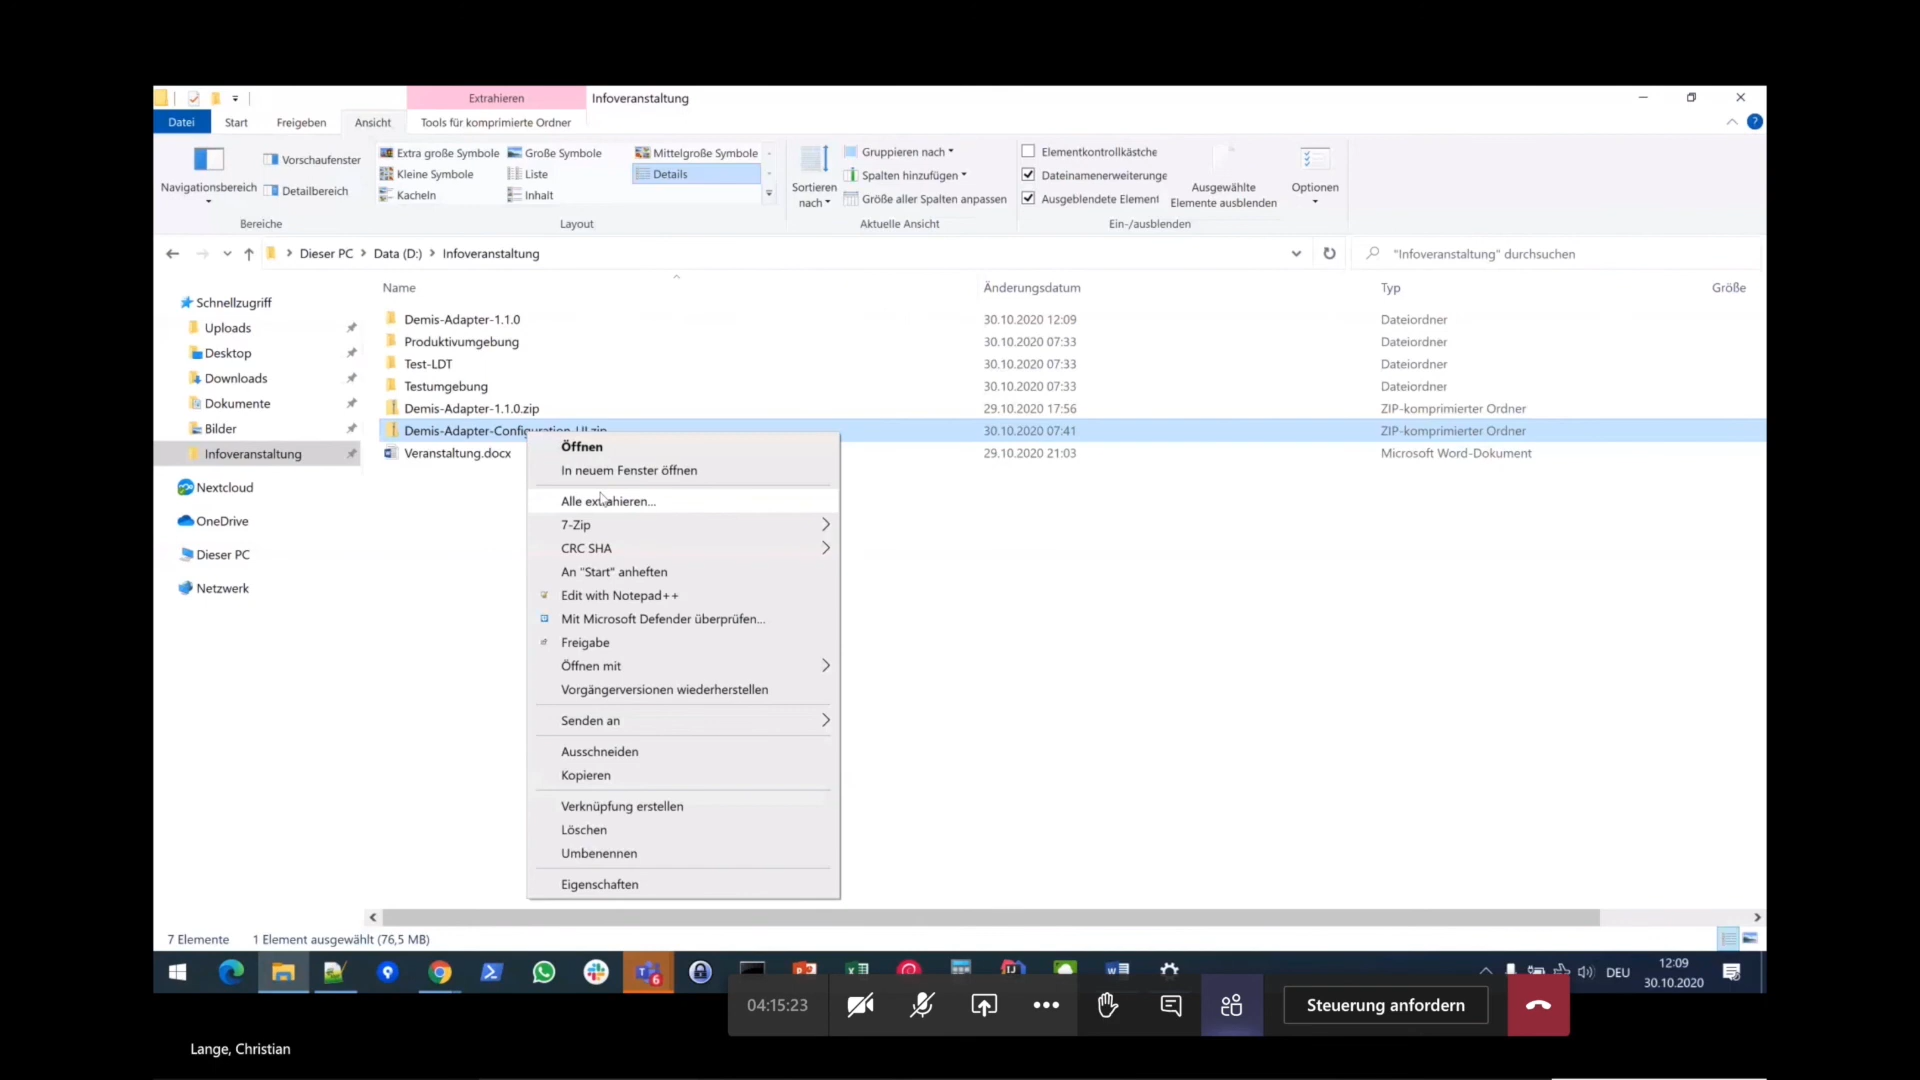 Extrahieren Infoveranstaltung
Datei Start Freigeben Ansicht Tools für komprimierte Ordner
Navigationsbereich
Vorschaufenster
Detailbereich
Bereiche
Extra große Symbole Große Symbole Mittelgroße Symbole
Kleine Symbole Liste Details
Kacheln Inhalt
Layout
Sortieren
nach
Gruppieren nach
Spalten hinzufügen
Größe aller Spalten anpassen
Aktuelle Ansicht
Elementkontrollkästche
Dateinamenerweiterunge
Ausgeblendete Element
Ausgewählte
Elemente ausblenden
Ein-/ausblenden
Optionen
Dieser PC > Data (D:) > Infoveranstaltung
"Infoveranstaltung" durchsuchen
Schnellzugriff
Uploads
Desktop
Downloads
Dokumente
Bilder
Infoveranstaltung
Nextcloud
OneDrive
Dieser PC
Netzwerk
Name Änderungsdatum Typ Größe
Demis-Adapter-1.1.0 30.10.2020 12:09 Dateiordner
Produktivumgebung 30.10.2020 07:33 Dateiordner
Test-LDT 30.10.2020 07:33 Dateiordner
Testumgebung 30.10.2020 07:33 Dateiordner
Demis-Adapter-1.1.0.zip 29.10.2020 17:56 ZIP-komprimierter Ordner
Demis-Adapter-Configuration_UI.zip 30.10.2020 07:41 ZIP-komprimierter Ordner
Veranstaltung.docx 29.10.2020 21:03 Microsoft Word-Dokument
Öffnen
In neuem Fenster öffnen
Alle extrahieren...
7-Zip
CRC SHA
An "Start" anheften
Edit with Notepad++
Mit Microsoft Defender überprüfen...
Freigabe
Öffnen mit
Vorgängerversionen wiederherstellen
Senden an
Ausschneiden
Kopieren
Verknüpfung erstellen
Löschen
Umbenennen
Eigenschaften
7 Elemente 1 Element ausgewählt (76,5 MB)
6
DEU
12:09
30.10.2020
04:15:23
Steuerung anfordern
Lange, Christian